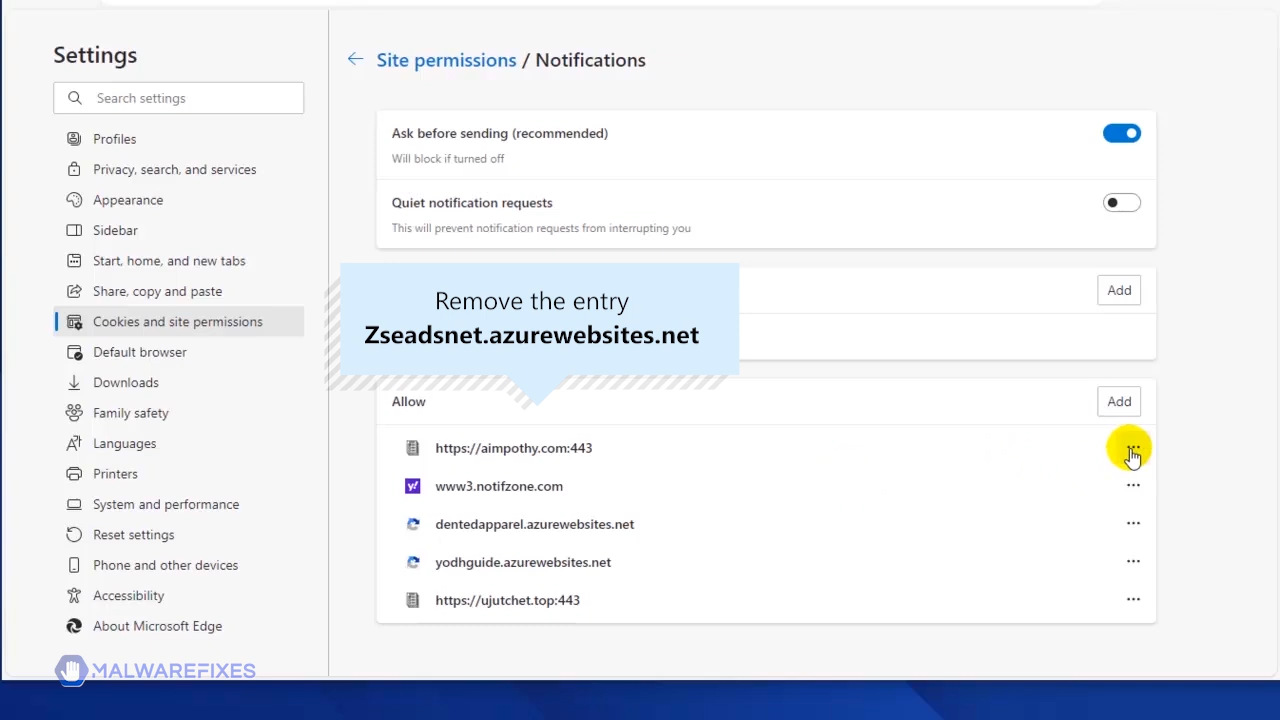 Settings
Search settings
Profiles
Privacy, search, and services
Appearance
Sidebar
Start, home, and new tabs
Share, copy and paste
Cookies and site permissions
Default browser
Downloads
Family safety
Languages
Printers
System and performance
Reset settings
Phone and other devices
Accessibility
About Microsoft Edge
MALWAREFIXES
Site permissions / Notifications
Ask before sending (recommended)
Will block if turned off
Quiet notification requests
This will prevent notification requests from interrupting you
Add
Remove the entry
Zseadsnet.azurewebsites.net
Allow
Add
https://aimpothy.com:443
www3.notifzone.com
dentedapparel.azurewebsites.net
yodhguide.azurewebsites.net
https://ujutchet.top:443